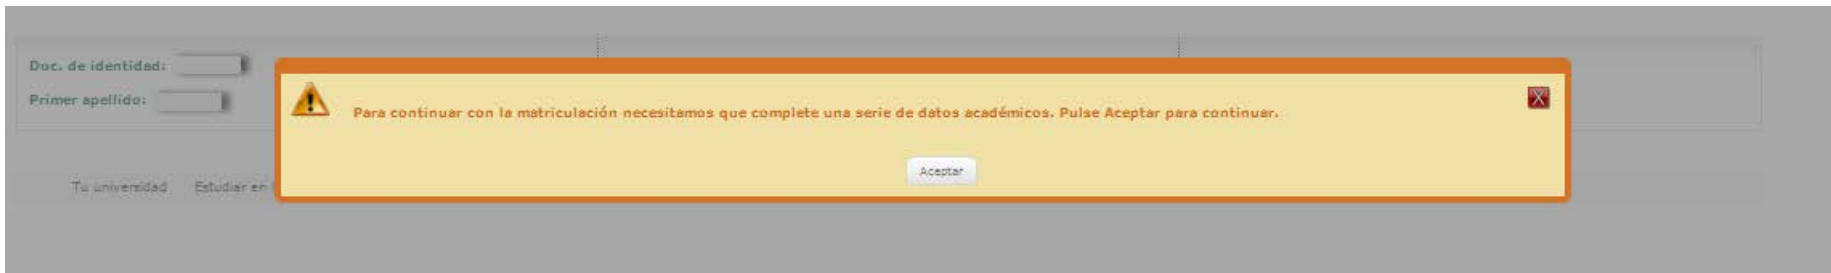 Doc. de identidad:
Primer apellido:
Para continuar con la matriculación necesitamos que complete una serie de datos académicos. Pulse Aceptar para continuar.
X
Aceptar
Tu universidad Estudiar en